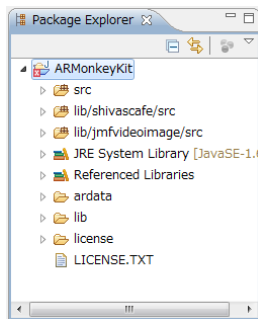 Package Explorer
ARMonkeyKit
src
lib/shivascafe/src
lib/jmfvideoimage/src
JRE System Library [JavaSE-1.
Referenced Libraries
ardata
lib
license
LICENSE.TXT